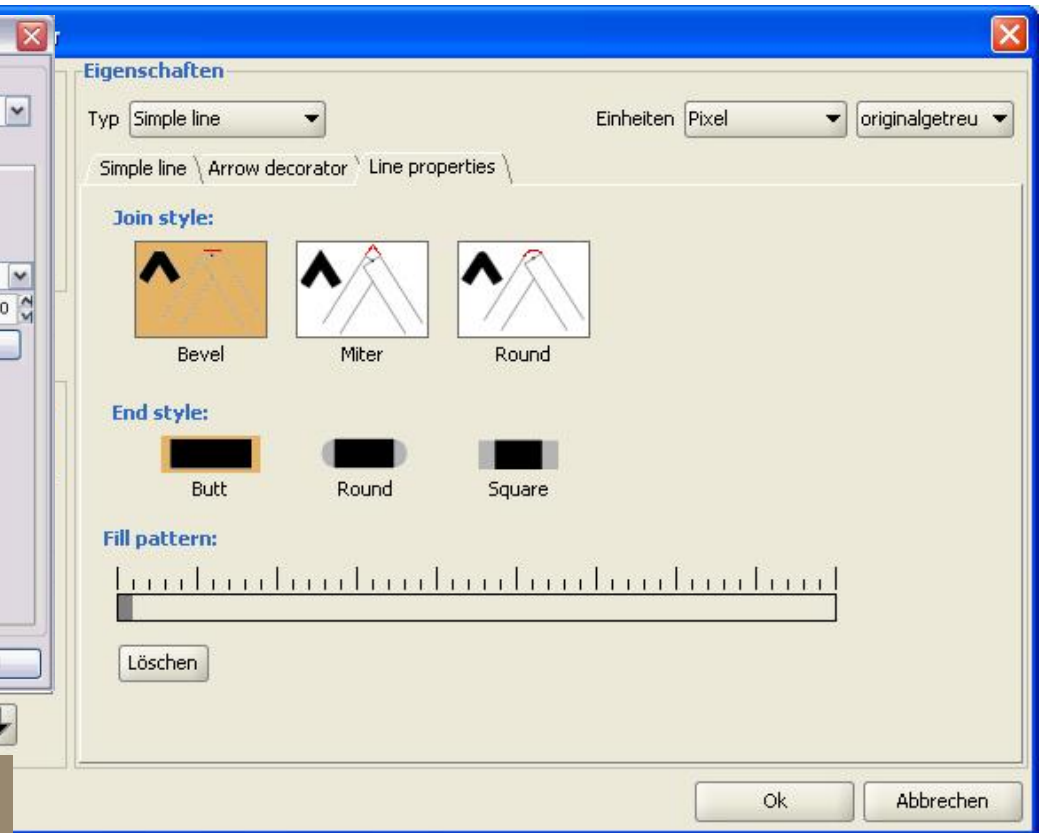 r
Eigenschaften
Typ Simple line Einheiten Pixel originalgetreu
Simple line Arrow decorator Line properties
Join style:
Bevel Miter Round
0
End style:
Butt Round Square
Fill pattern:
Löschen
Ok Abbrechen